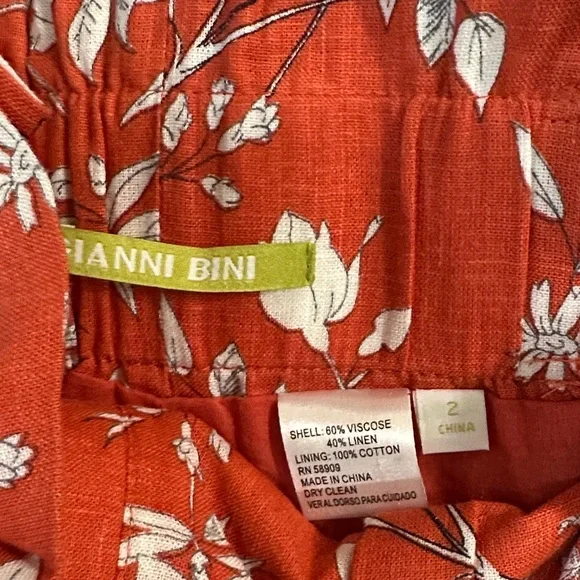 GIANNI BINI
SHELL: 60% VISCOSE
40% LINEN
LINING: 100% COTTON
RN 58909
MADE IN CHINA
DRY CLEAN
VER AL DORSO PARA CUIDADO
2
CHINA